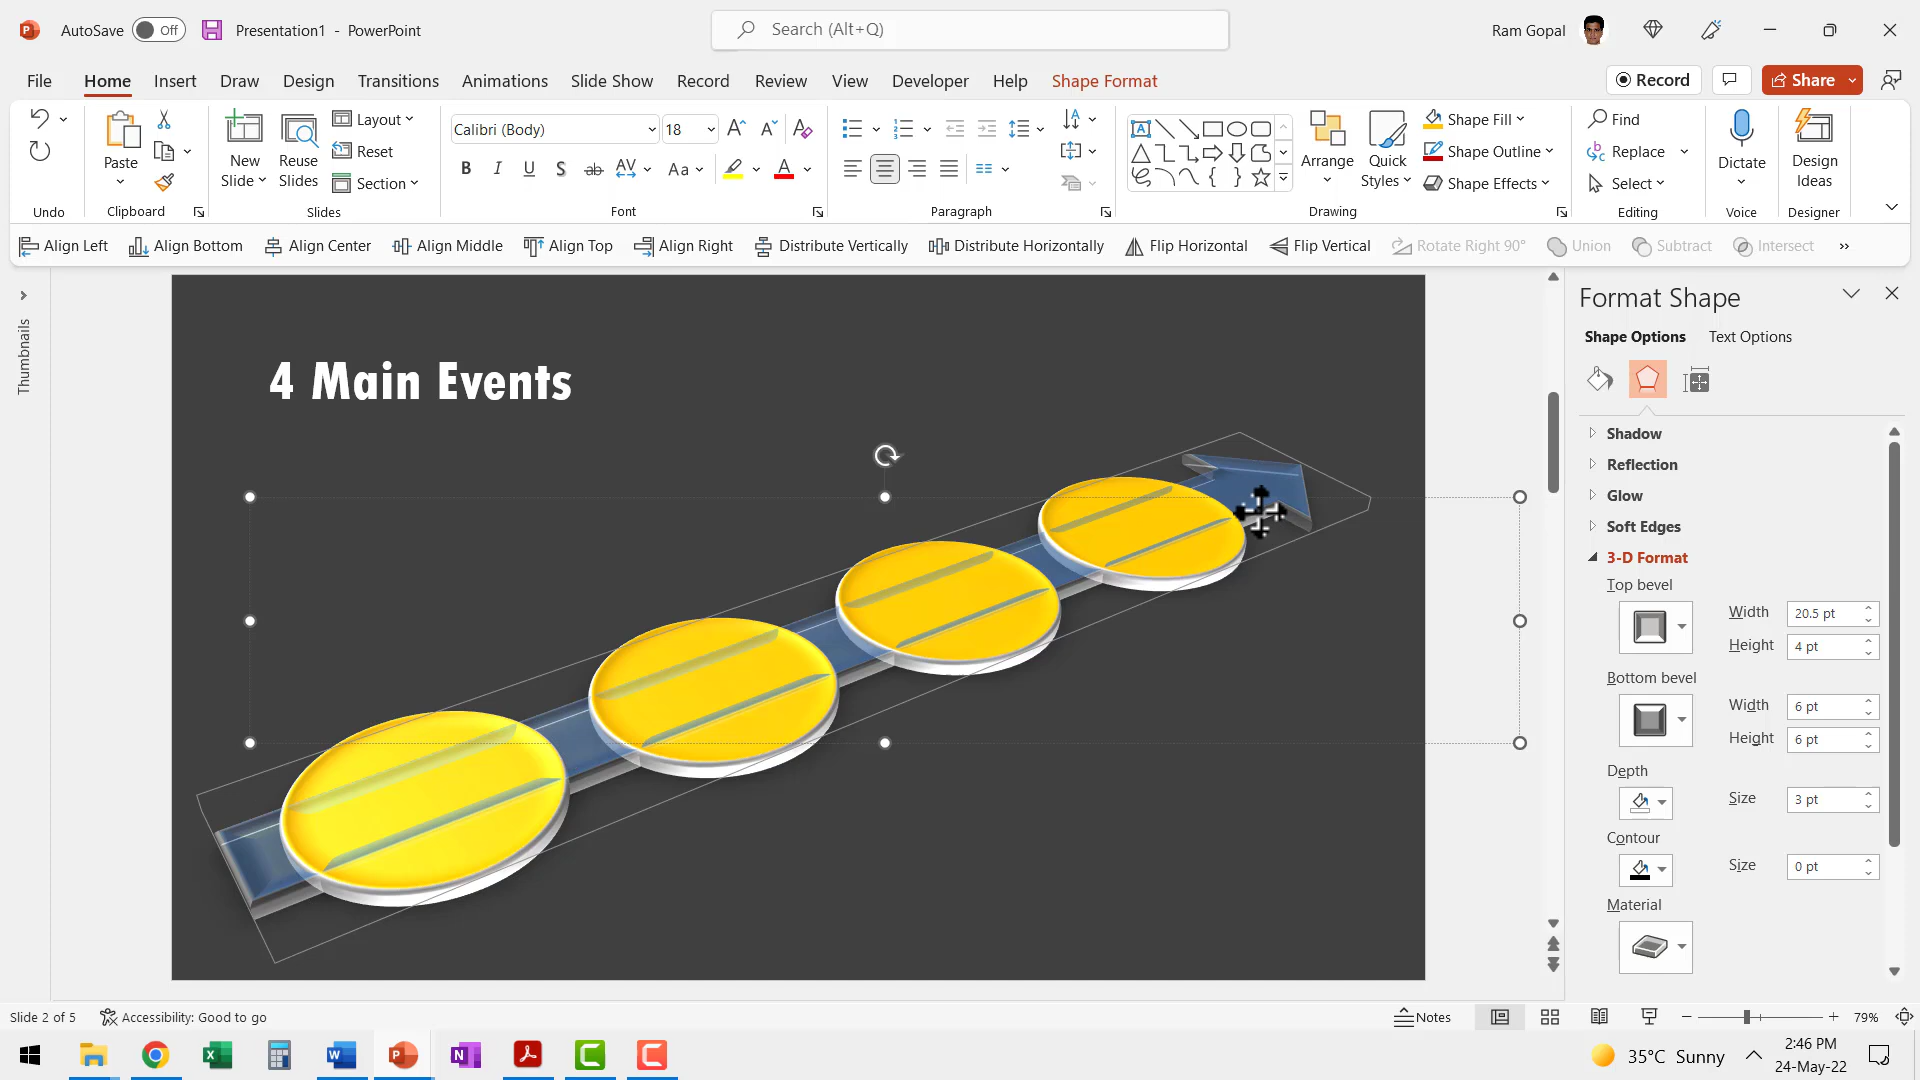 AutoSave Off Presentation1 - PowerPoint Search (Alt+Q) Ram Gopal
File Home Insert Draw Design Transitions Animations Slide Show Record Review View Developer Help Shape Format Record Share
Paste
New Slide
Reuse Slides
Layout
Reset
Section
Calibri (Body) 18
B I U S ab AV Aa A
Arrange
Quick Styles
Shape Fill
Shape Outline
Shape Effects
Find
Replace
Select
Dictate
Design Ideas
Undo Clipboard Slides Font Paragraph Drawing Editing Voice Designer
Align Left Align Bottom Align Center Align Middle Align Top Align Right Distribute Vertically Distribute Horizontally Flip Horizontal Flip Vertical Rotate Right 90° Union Subtract Intersect
Thumbnails
4 Main Events
Format Shape
Shape Options Text Options
Shadow
Reflection
Glow
Soft Edges
3-D Format
Top bevel
Width 20.5 pt
Height 4 pt
Bottom bevel
Width 6 pt
Height 6 pt
Depth
Size 3 pt
Contour
Size 0 pt
Material
Slide 2 of 5 Accessibility: Good to go Notes 79%
35°C Sunny
2:46 PM
24-May-22